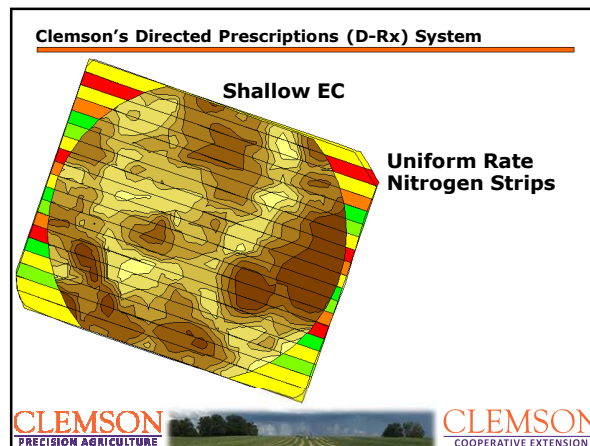 Clemson's Directed Prescriptions (D-Rx) System
Shallow EC
Uniform Rate
Nitrogen Strips
CLEMSON
PRECISION AGRICULTURE
CLEMSON
COOPERATIVE EXTENSION